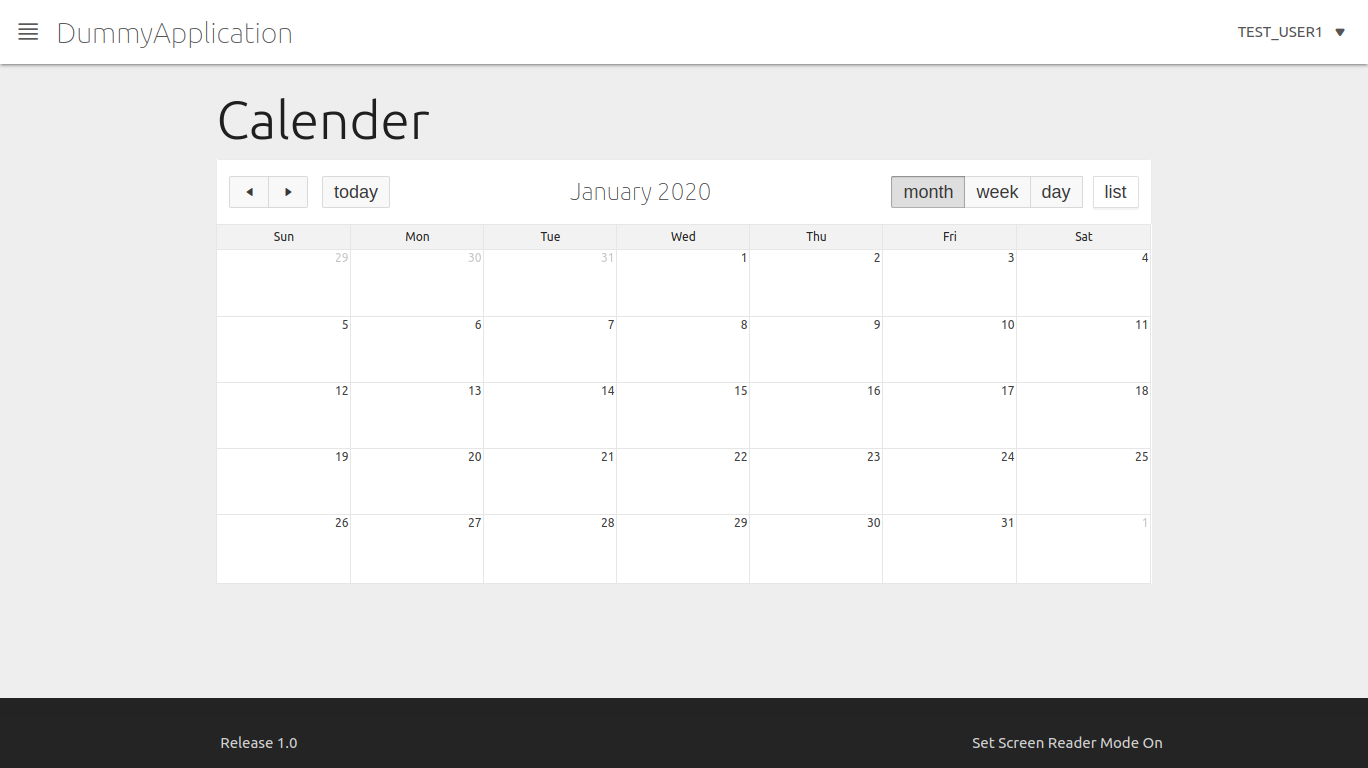 DummyApplication TEST_USER1
Calender
today January 2020 month week day list
Sun Mon Tue Wed Thu Fri Sat
29 30 31 1 2 3 4
5 6 7 8 9 10 11
12 13 14 15 16 17 18
19 20 21 22 23 24 25
26 27 28 29 30 31 1
Release 1.0 Set Screen Reader Mode On